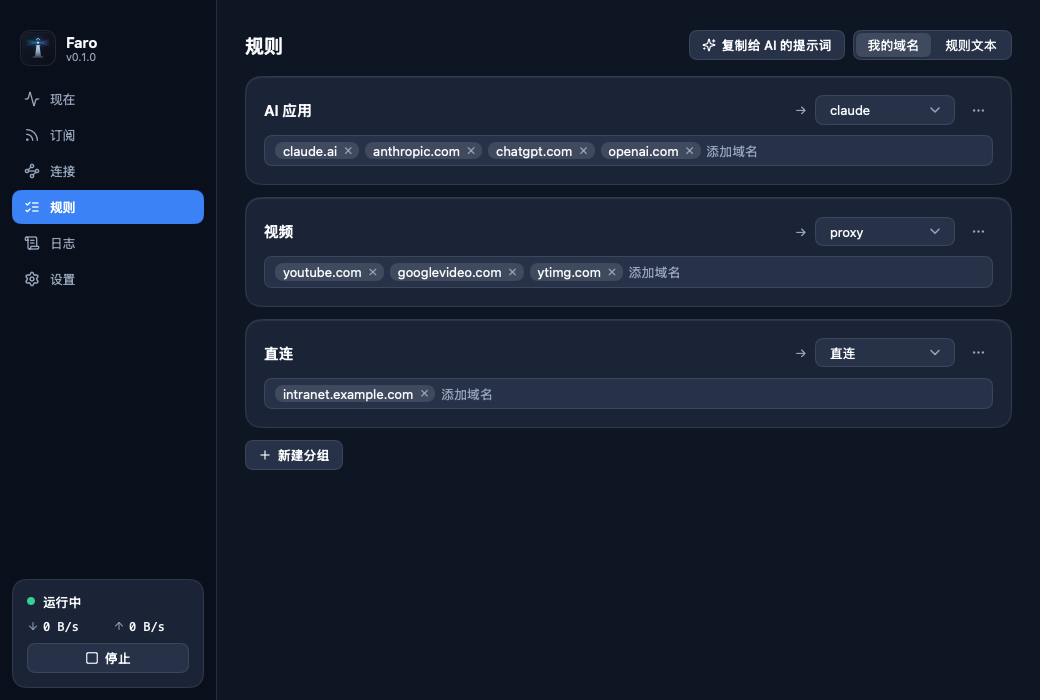 Faro
v0.1.0
现在
订阅
连接
规则
日志
设置
运行中
↓ 0 B/s ↑ 0 B/s
停止
规则
复制给 AI 的提示词 我的域名 规则文本
AI 应用 → claude ···
claude.ai × anthropic.com × chatgpt.com × openai.com × 添加域名
视频 → proxy ···
youtube.com × googlevideo.com × ytimg.com × 添加域名
直连 → 直连 ···
intranet.example.com × 添加域名
+ 新建分组